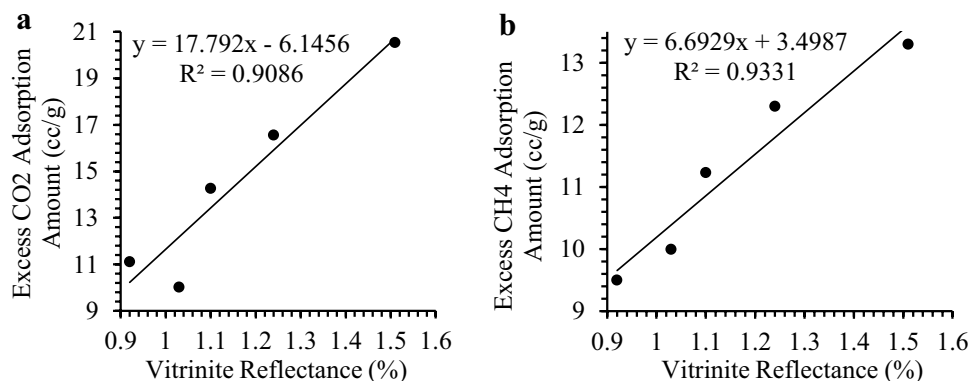 a
y = 17.792x - 6.1456
R² = 0.9086
Excess CO2 Adsorption
Amount (cc/g)
21
19
17
15
13
11
9
0.9 1 1.1 1.2 1.3 1.4 1.5 1.6
Vitrinite Reflectance (%)
b
y = 6.6929x + 3.4987
R² = 0.9331
Excess CH4 Adsorption
Amount (cc/g)
13
12
11
10
9
0.9 1 1.1 1.2 1.3 1.4 1.5 1.6
Vitrinite Reflectance (%)